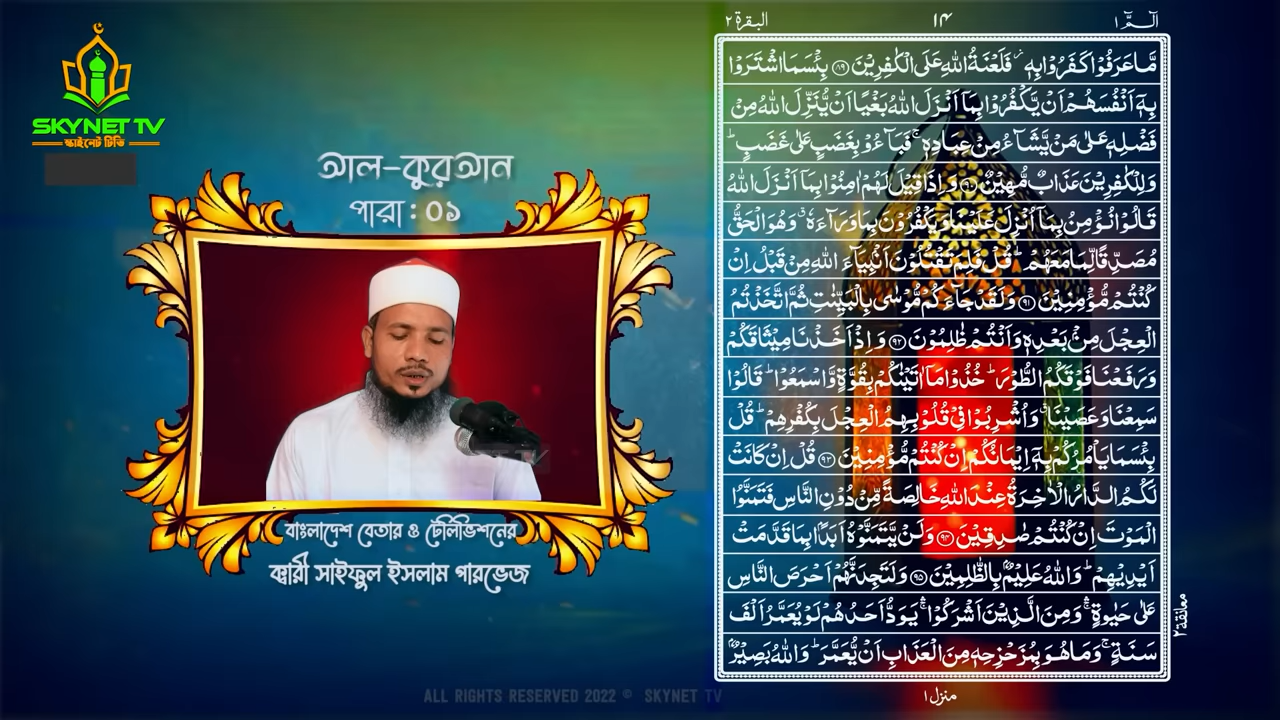 SKYNET TV
স্কাইনেট টিভি
আল-কুরআন
পারা : ০১
বাংলাদেশ বেতার ও টেলিভিশনের
ক্বারী সাইফুল ইসলাম পারভেজ
البقرة ٢
١٤
الٓمّٓ ١
مَّا عَرَفُوْا كَفَرُوْا بِهٖ ؗ فَلَعْنَةُ اللّٰهِ عَلَى الْكٰفِرِيْنَ ۝٨٩ بِئْسَمَا اشْتَرَوْا
بِهٖۤ اَنْفُسَهُمْ اَنْ يَّكْفُرُوْا بِمَاۤ اَنْزَلَ اللّٰهُ بَغْيًا اَنْ يُّنَزِّلَ اللّٰهُ مِنْ
فَضْلِهٖ عَلٰى مَنْ يَّشَآءُ مِنْ عِبَادِهٖ ۚ فَبَآءُوْ بِغَضَبٍ عَلٰى غَضَبٍ ؕ
وَلِلْكٰفِرِيْنَ عَذَابٌ مُّهِيْنٌ ۝٩٠ وَاِذَا قِيْلَ لَهُمْ اٰمِنُوْا بِمَاۤ اَنْزَلَ اللّٰهُ
قَالُوْا نُؤْمِنُ بِمَاۤ اُنْزِلَ عَلَيْنَا وَيَكْفُرُوْنَ بِمَا وَرَآءَهٗ ۗ وَهُوَ الْحَقُّ
مُصَدِّقًا لِّمَا مَعَهُمْ ؕ قُلْ فَلِمَ تَقْتُلُوْنَ اَنْۢبِيَآءَ اللّٰهِ مِنْ قَبْلُ اِنْ
كُنْتُمْ مُّؤْمِنِيْنَ ۝٩١ وَلَقَدْ جَآءَكُمْ مُّوْسٰى بِالْبَيِّنٰتِ ثُمَّ اتَّخَذْتُمُ
الْعِجْلَ مِنْۢ بَعْدِهٖ وَاَنْتُمْ ظٰلِمُوْنَ ۝٩٢ وَاِذْ اَخَذْنَا مِيْثَاقَكُمْ
وَرَفَعْنَا فَوْقَكُمُ الطُّوْرَ ؕ خُذُوْا مَاۤ اٰتَيْنٰكُمْ بِقُوَّةٍ وَّاسْمَعُوْا ؕ قَالُوْا
سَمِعْنَا وَعَصَيْنَا ۗ وَاُشْرِبُوْا فِيْ قُلُوْبِهِمُ الْعِجْلَ بِكُفْرِهِمْ ؕ قُلْ
بِئْسَمَا يَاْمُرُكُمْ بِهٖۤ اِيْمَانُكُمْ اِنْ كُنْتُمْ مُّؤْمِنِيْنَ ۝٩٣ قُلْ اِنْ كَانَتْ
لَكُمُ الدَّارُ الْاٰخِرَةُ عِنْدَ اللّٰهِ خَالِصَةً مِّنْ دُوْنِ النَّاسِ فَتَمَنَّوُا
الْمَوْتَ اِنْ كُنْتُمْ صٰدِقِيْنَ ۝٩٤ وَلَنْ يَّتَمَنَّوْهُ اَبَدًۢا بِمَا قَدَّمَتْ
اَيْدِيْهِمْ ؕ وَاللّٰهُ عَلِيْمٌۢ بِالظّٰلِمِيْنَ ۝٩٥ وَلَتَجِدَنَّهُمْ اَحْرَصَ النَّاسِ
عَلٰى حَيٰوةٍ ۛۚ وَمِنَ الَّذِيْنَ اَشْرَكُوْا ۛۚ يَوَدُّ اَحَدُهُمْ لَوْ يُعَمَّرُ اَلْفَ
سَنَةٍ ۚ وَمَا هُوَ بِمُزَحْزِحِهٖ مِنَ الْعَذَابِ اَنْ يُّعَمَّرَ ؕ وَاللّٰهُ بَصِيْرٌۢ
معانقة ٢
منزل ١
ALL RIGHTS RESERVED 2022 © SKYNET TV